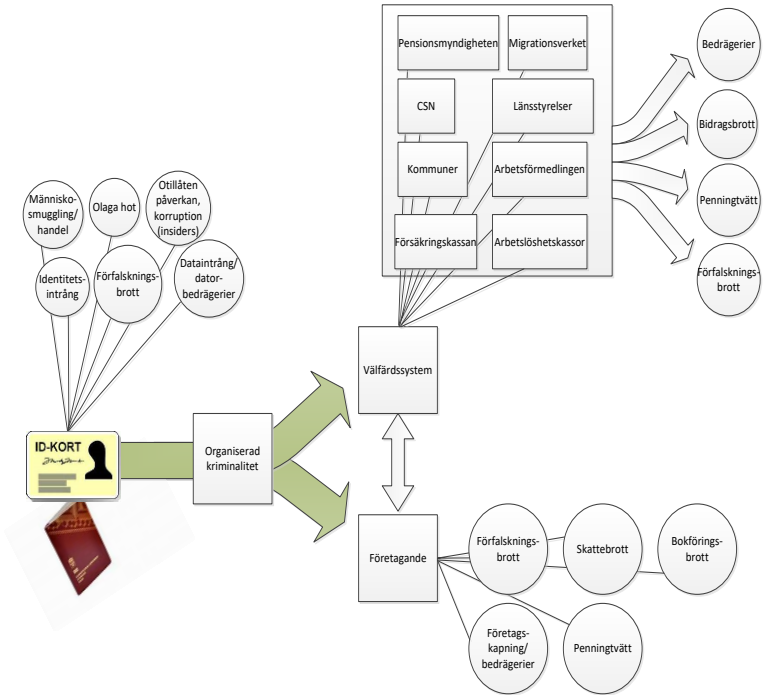 Pensionsmyndigheten
Migrationsverket
CSN
Länsstyrelser
Kommuner
Arbetsförmedlingen
Försäkringskassan
Arbetslöshetskassor
Bedrägerier
Bidragsbrott
Penningtvätt
Förfalsknings-
brott
Människo-
smuggling/
handel
Olaga hot
Otillåten
påverkan,
korruption
(insiders)
Identitets-
intrång
Förfalsknings-
brott
Dataintrång/
dator-
bedrägerier
Välfärdssystem
ID-KORT
Organiserad
kriminalitet
Företagande
Förfalsknings-
brott
Skattebrott
Bokförings-
brott
Företags-
kapning/
bedrägerier
Penningtvätt